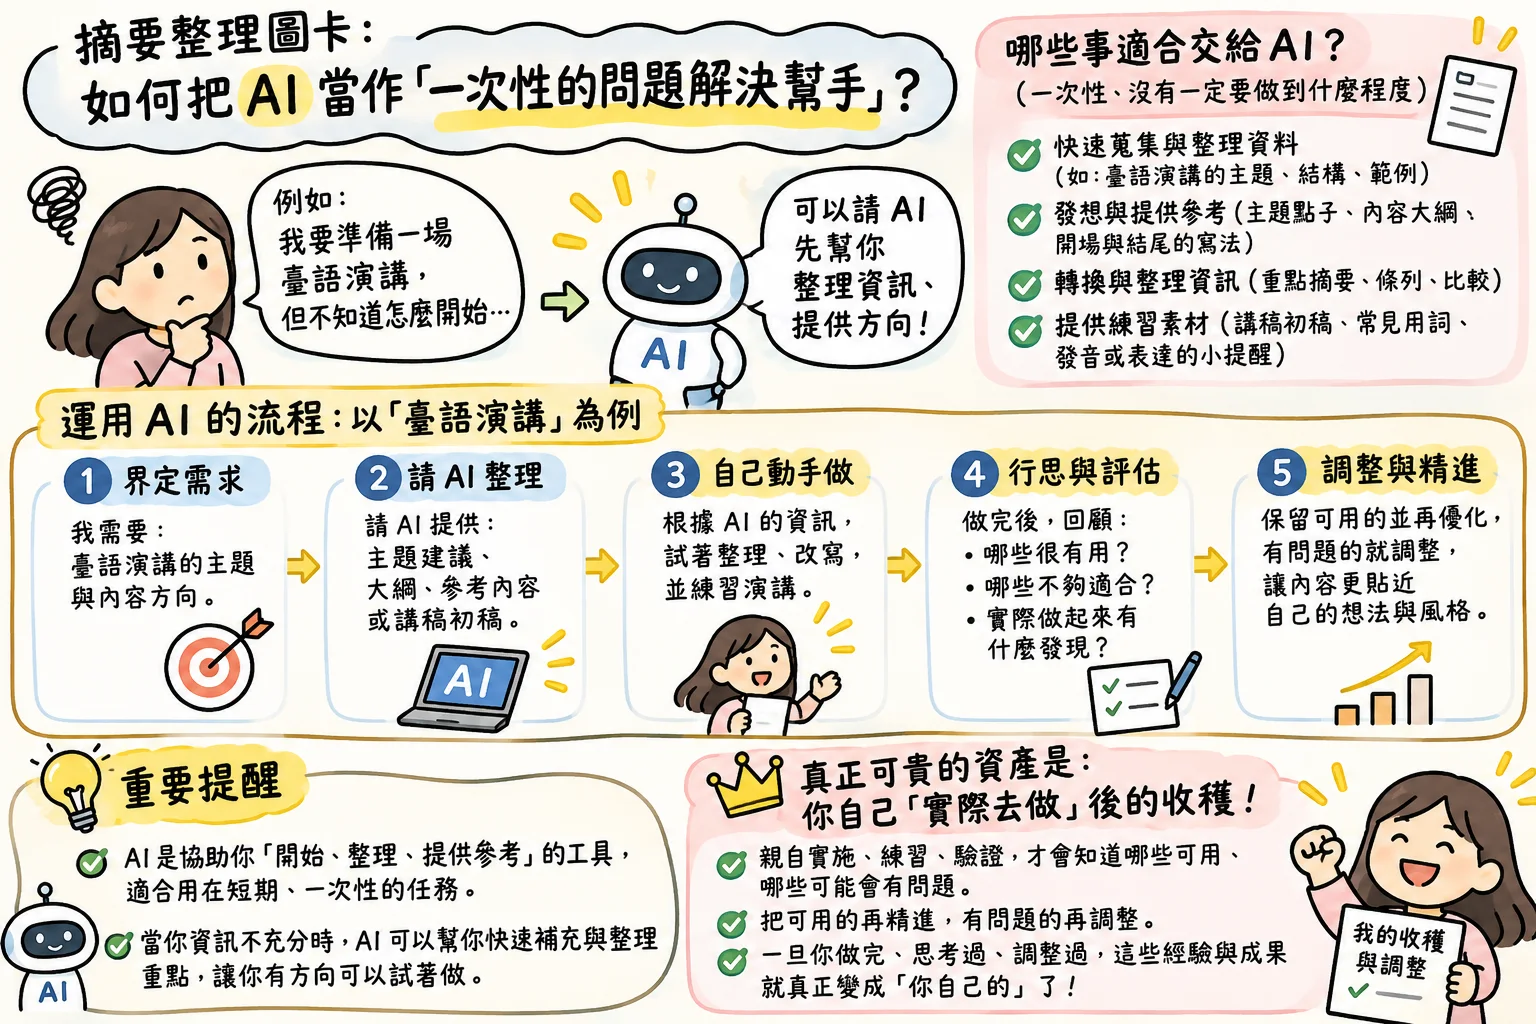 摘要整理圖卡：
如何把 AI 當作「一次性的問題解決幫手」？
例如：
我要準備一場
臺語演講，
但不知道怎麼開始…
AI
可以請 AI
先幫你
整理資訊、
提供方向！
哪些事適合交給 AI？
（一次性、沒有一定要做到什麼程度）
快速蒐集與整理資料
（如：臺語演講的主題、結構、範例）
發想與提供參考（主題點子、內容大綱、
開場與結尾的寫法）
轉換與整理資訊（重點摘要、條列、比較）
提供練習素材（講稿初稿、常見用詞、
發音或表達的小提醒）
運用 AI 的流程：以「臺語演講」為例
1 界定需求
我需要：
臺語演講的主題
與內容方向。
2 請 AI 整理
請 AI 提供：
主題建議、
大綱、參考內容
或講稿初稿。
AI
3 自己動手做
根據 AI 的資訊，
試著整理、改寫，
並練習演講。
4 行思與評估
做完後，回顧：
• 哪些很有用？
• 哪些不夠適合？
• 實際做起來有
什麼發現？
5 調整與精進
保留可用的並再優化，
有問題的就調整，
讓內容更貼近
自己的想法與風格。
重要提醒
AI 是協助你「開始、整理、提供參考」的工具，
適合用在短期、一次性的任務。
當你資訊不充分時，AI 可以幫你快速補充與整理
重點，讓你有方向可以試著做。
AI
真正可貴的資產是：
你自己「實際去做」後的收穫！
親自實施、練習、驗證，才會知道哪些可用、
哪些可能會有問題。
把可用的再精進，有問題的再調整。
一旦你做完、思考過、調整過，這些經驗與成果
就真正變成「你自己的」了！
我的收穫
與調整